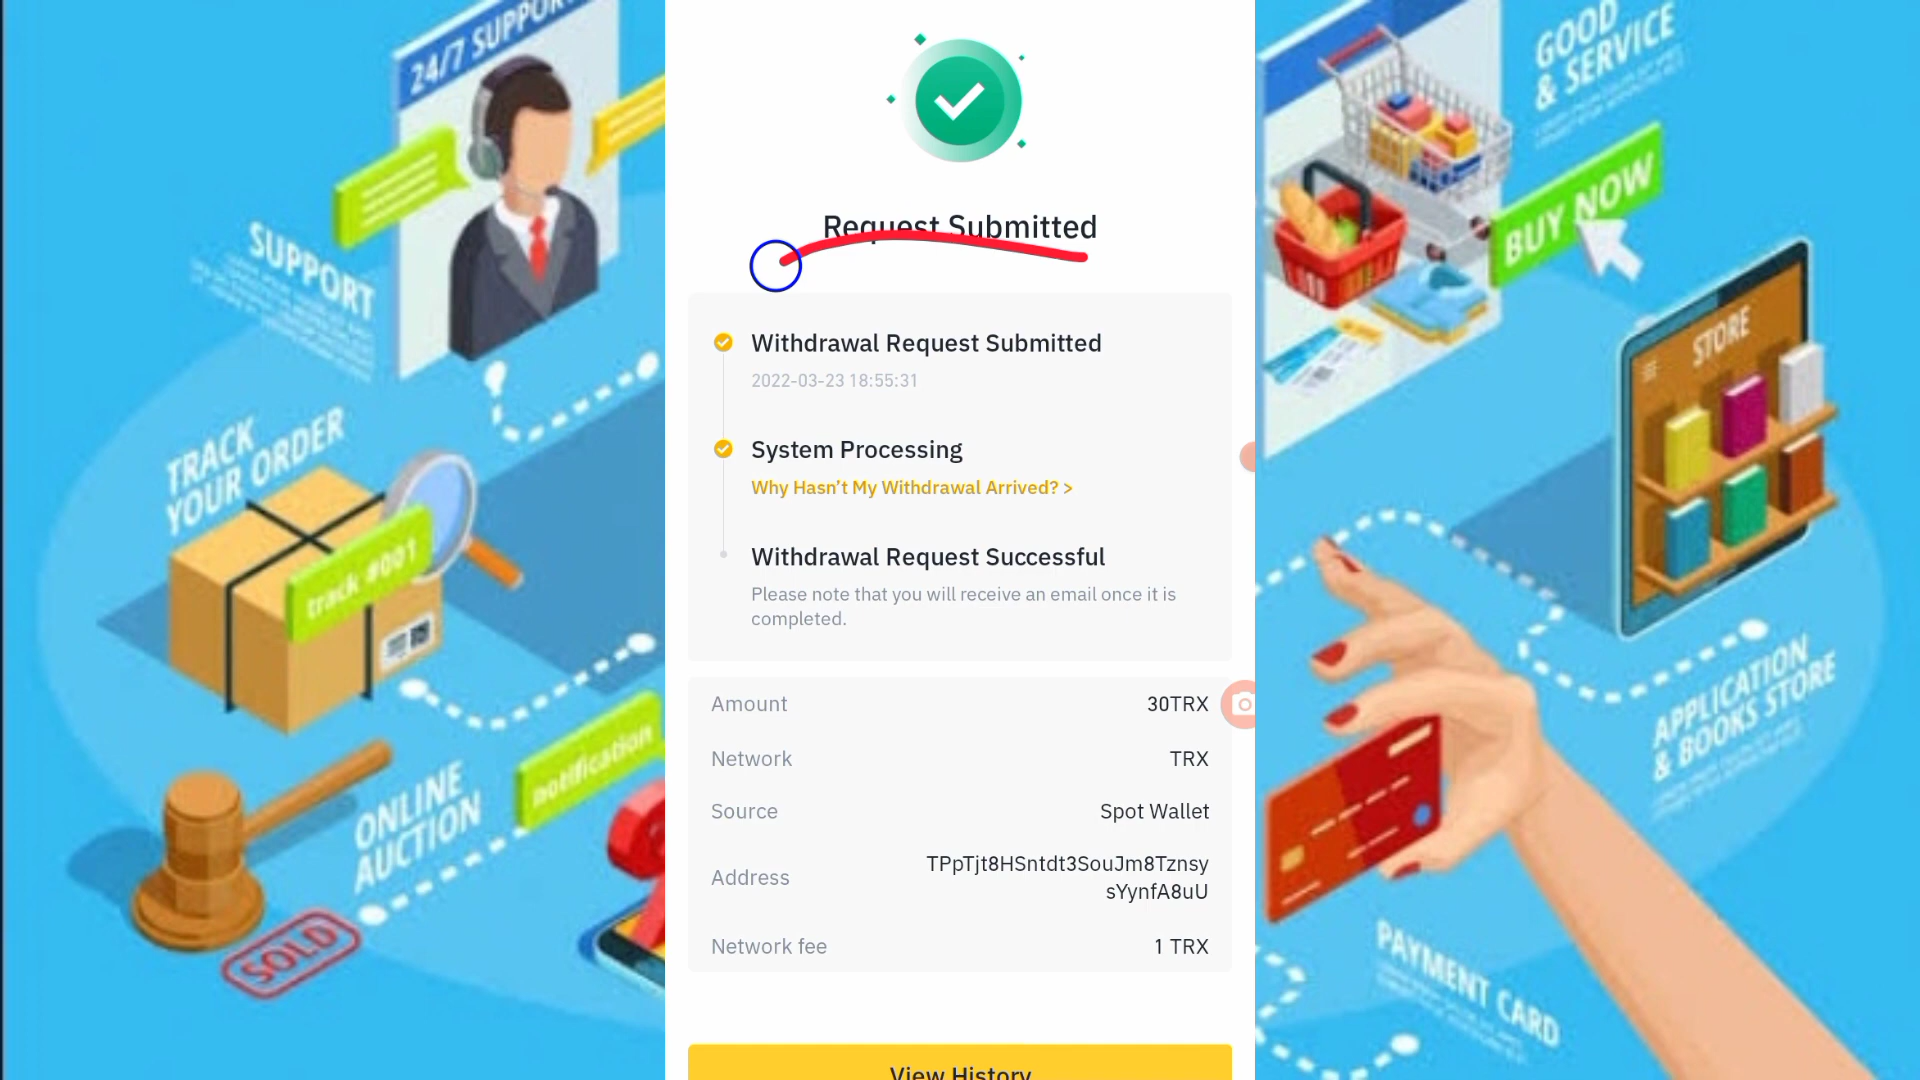 24/7 SUPPORT
SUPPORT
TRACK
YOUR ORDER
track #001
notification
ONLINE
AUCTION
SOLD
Request Submitted
Withdrawal Request Submitted
2022-03-23 18:55:31
System Processing
Why Hasn't My Withdrawal Arrived? >
Withdrawal Request Successful
Please note that you will receive an email once it is
completed.
Amount 30TRX
Network TRX
Source Spot Wallet
Address TPpTjt8HSntdt3SouJm8Tznsy
sYynfA8uU
Network fee 1 TRX
View History
GOOD
& SERVICE
BUY NOW
STORE
APPLICATION
& BOOKS STORE
PAYMENT CARD